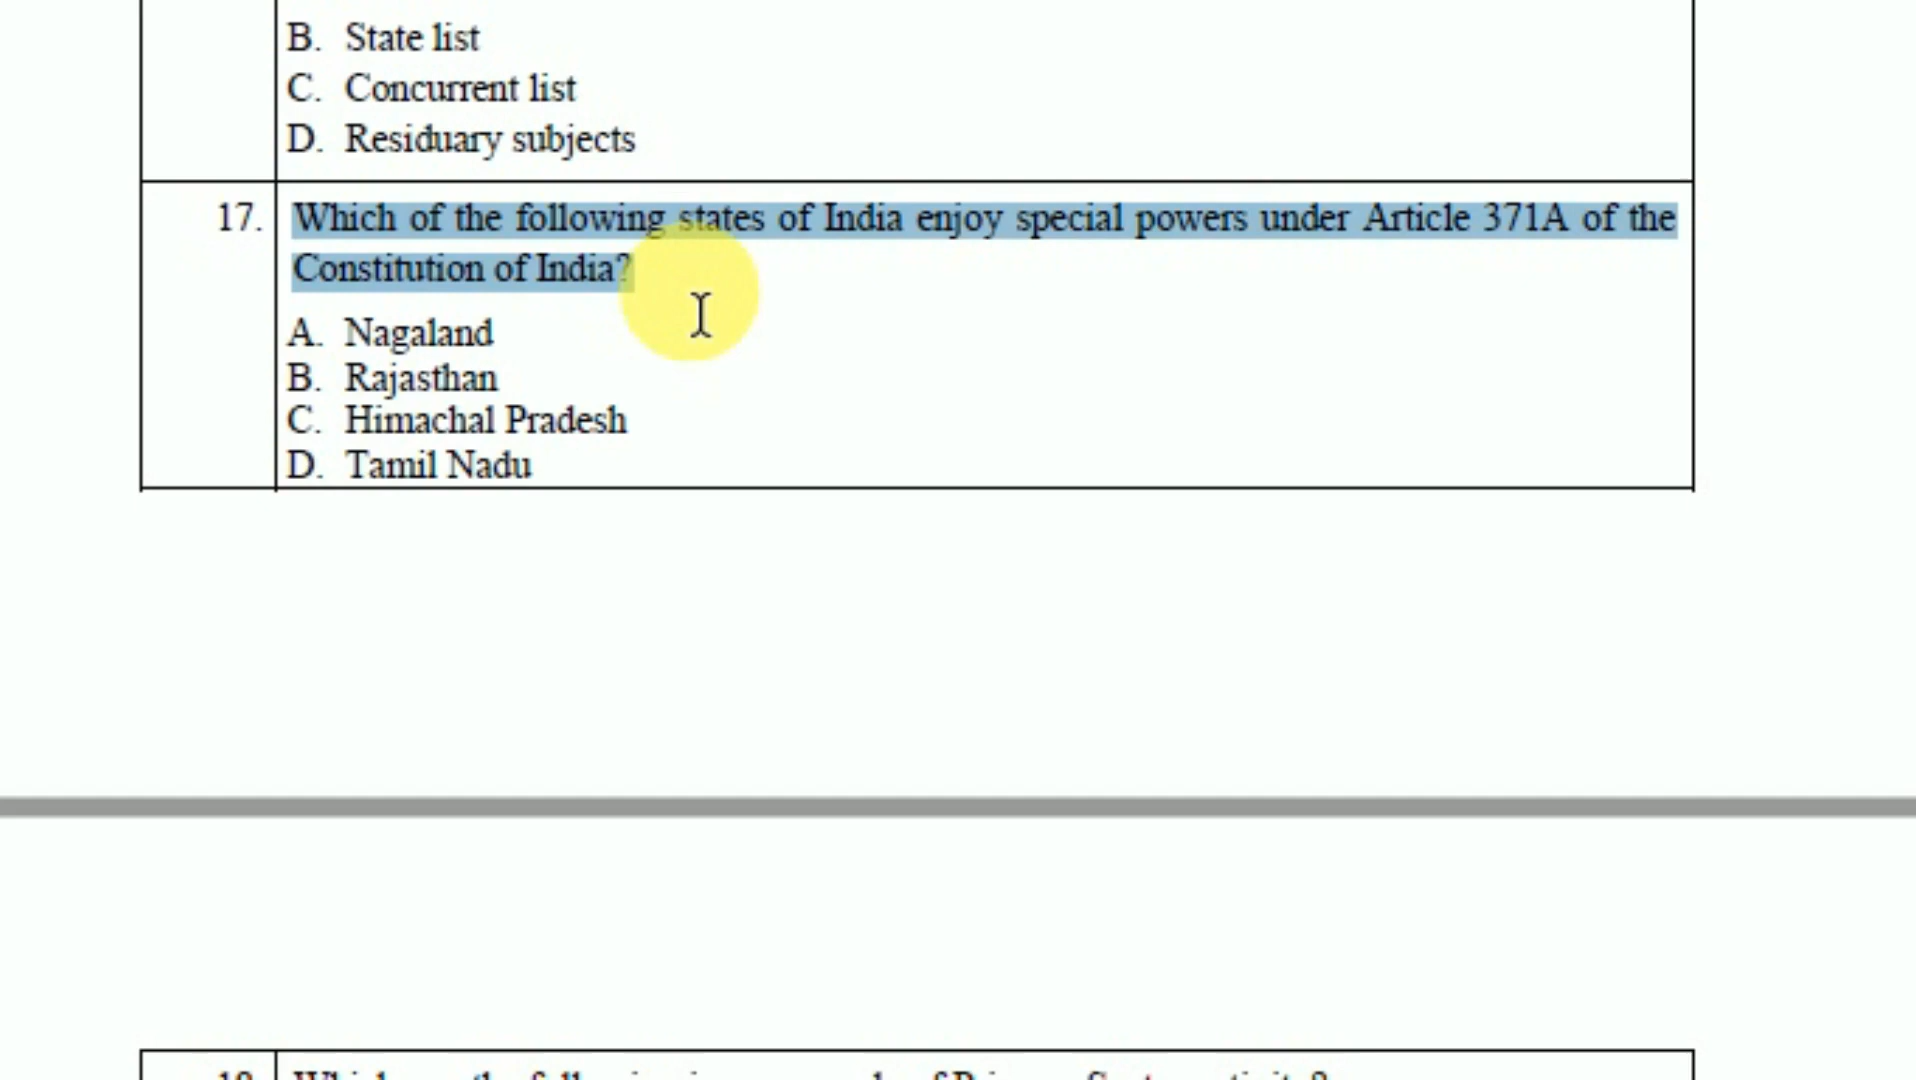 B. State list
C. Concurrent list
D. Residuary subjects
17. Which of the following states of India enjoy special powers under Article 371A of the
Constitution of India?
A. Nagaland
B. Rajasthan
C. Himachal Pradesh
D. Tamil Nadu